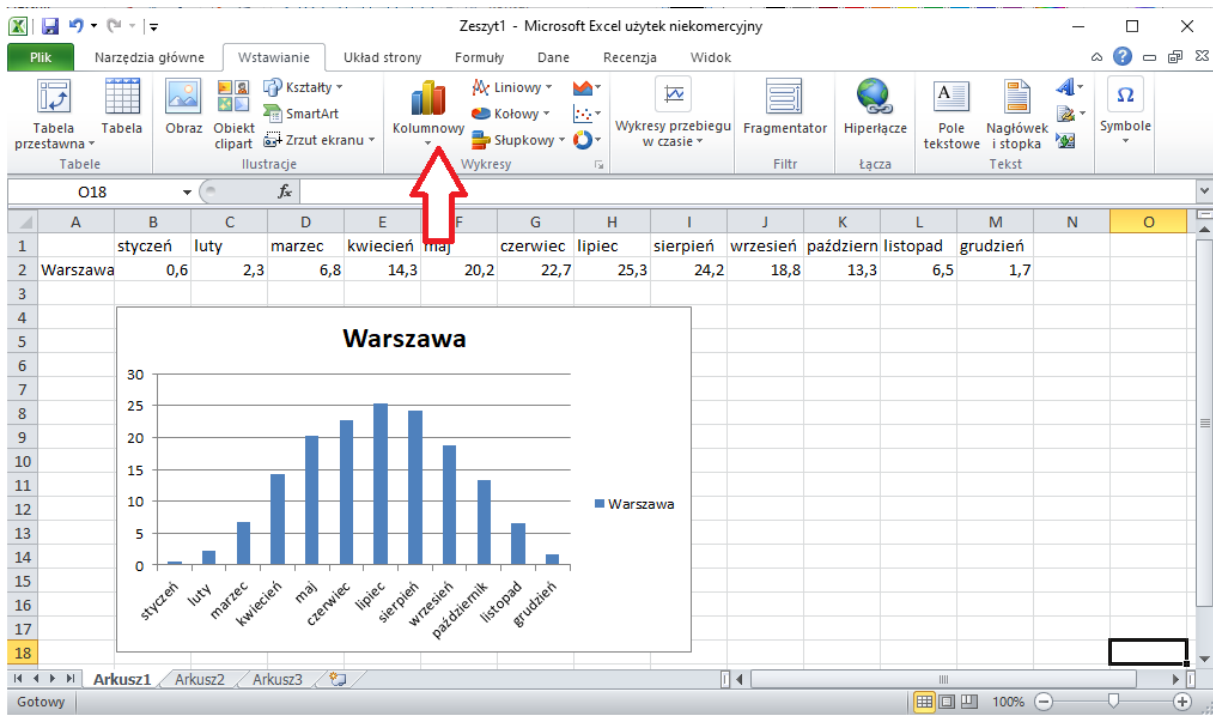 Zeszyt1 - Microsoft Excel użytek niekomercyjny
Plik Narzędzia główne Wstawianie Układ strony Formuły Dane Recenzja Widok
Tabela przestawna
Tabela
Tabele
Obraz
Obiekt clipart
Kształty
SmartArt
Zrzut ekranu
Ilustracje
Kolumnowy
Liniowy
Kołowy
Słupkowy
Wykresy
Wykresy przebiegu w czasie
Fragmentator
Filtr
Hiperłącze
Łącza
A
Pole tekstowe
Nagłówek i stopka
A
Tekst
Ω
Symbole
O18 fx
A B C D E F G H I J K L M N O
1 styczeń luty marzec kwiecień maj czerwiec lipiec sierpień wrzesień październ listopad grudzień
2 Warszawa 0,6 2,3 6,8 14,3 20,2 22,7 25,3 24,2 18,8 13,3 6,5 1,7
3
4
5
6
7
8
9
10
11
12
13
14
15
16
17
18
Warszawa
30
25
20
15
10
5
0
styczeń luty marzec kwiecień maj czerwiec lipiec sierpień wrzesień październik listopad grudzień
Warszawa
Arkusz1 Arkusz2 Arkusz3
Gotowy 100%